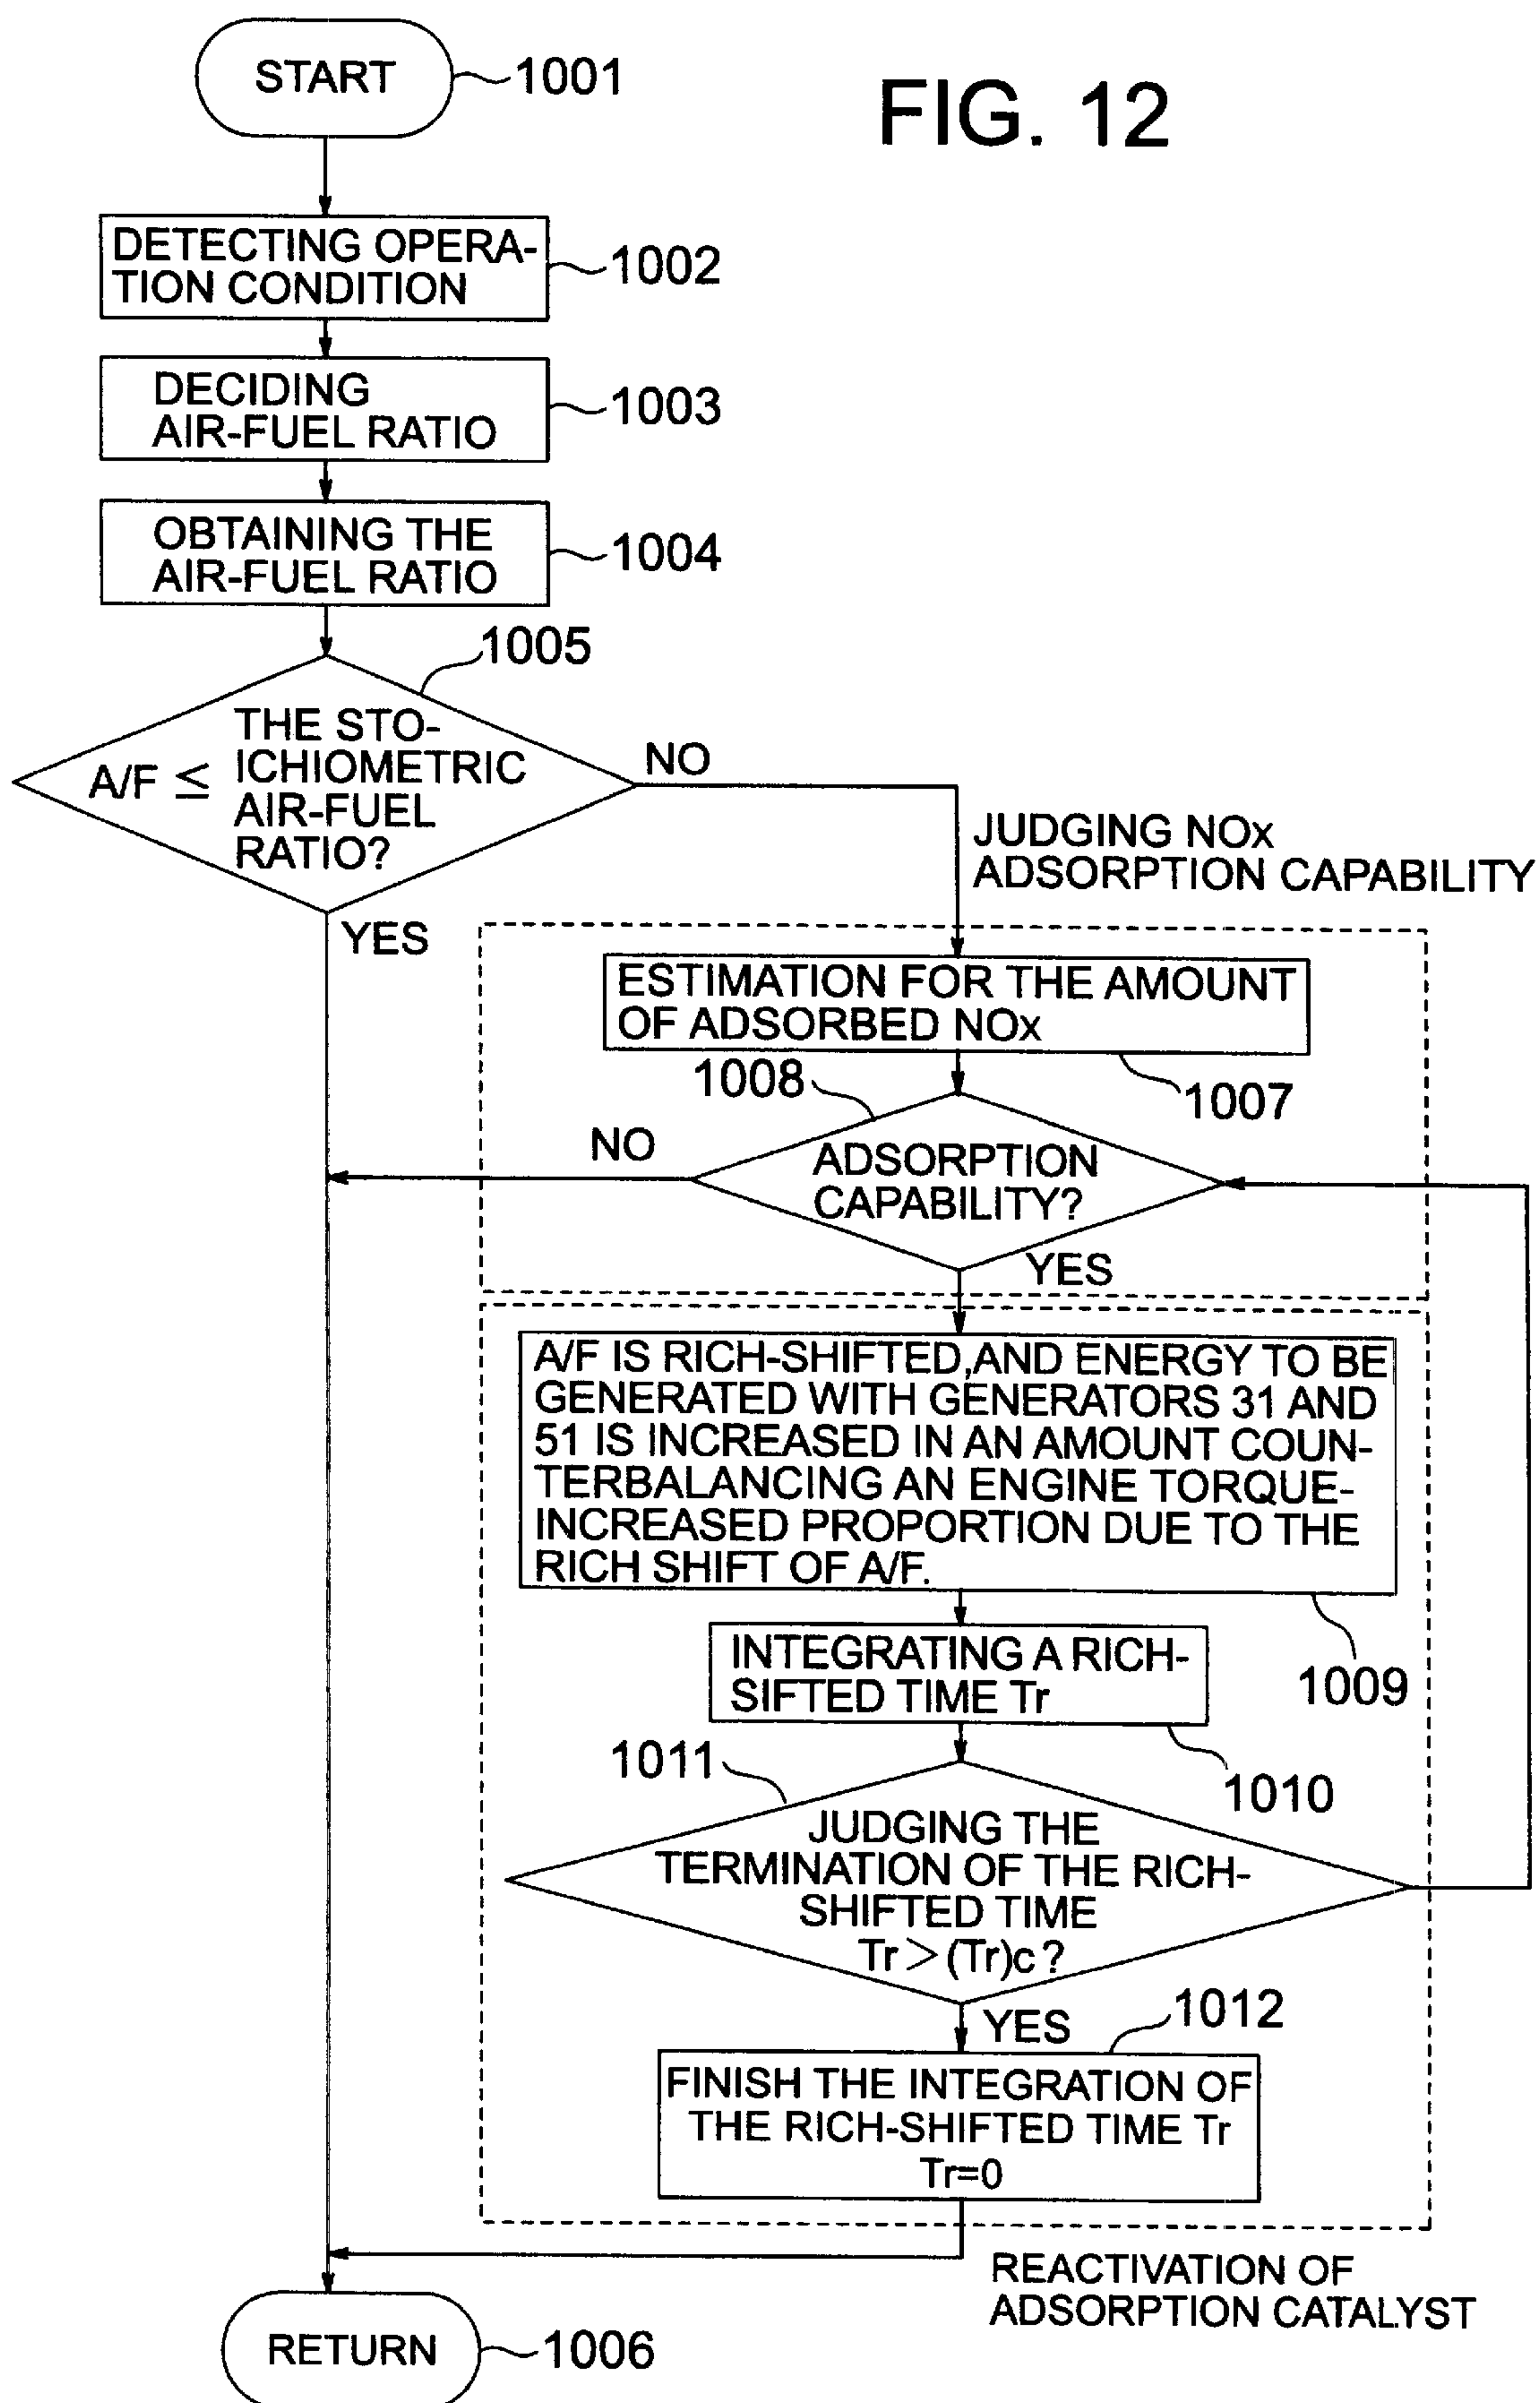 FIG. 12
START
1001
DETECTING OPERA-
TION CONDITION
1002
DECIDING
AIR-FUEL RATIO
1003
OBTAINING THE
AIR-FUEL RATIO
1004
1005
A/F ≤
THE STO-
ICHIOMETRIC
AIR-FUEL
RATIO?
NO
YES
JUDGING NOx
ADSORPTION CAPABILITY
ESTIMATION FOR THE AMOUNT
OF ADSORBED NOx
1007
1008
ADSORPTION
CAPABILITY?
NO
YES
A/F IS RICH-SHIFTED,AND ENERGY TO BE
GENERATED WITH GENERATORS 31 AND
51 IS INCREASED IN AN AMOUNT COUN-
TERBALANCING AN ENGINE TORQUE-
INCREASED PROPORTION DUE TO THE
RICH SHIFT OF A/F.
1009
INTEGRATING A RICH-
SIFTED TIME Tr
1010
1011
JUDGING THE
TERMINATION OF THE RICH-
SHIFTED TIME
Tr > (Tr)c ?
YES
1012
FINISH THE INTEGRATION OF
THE RICH-SHIFTED TIME Tr
Tr=0
REACTIVATION OF
ADSORPTION CATALYST
RETURN
1006